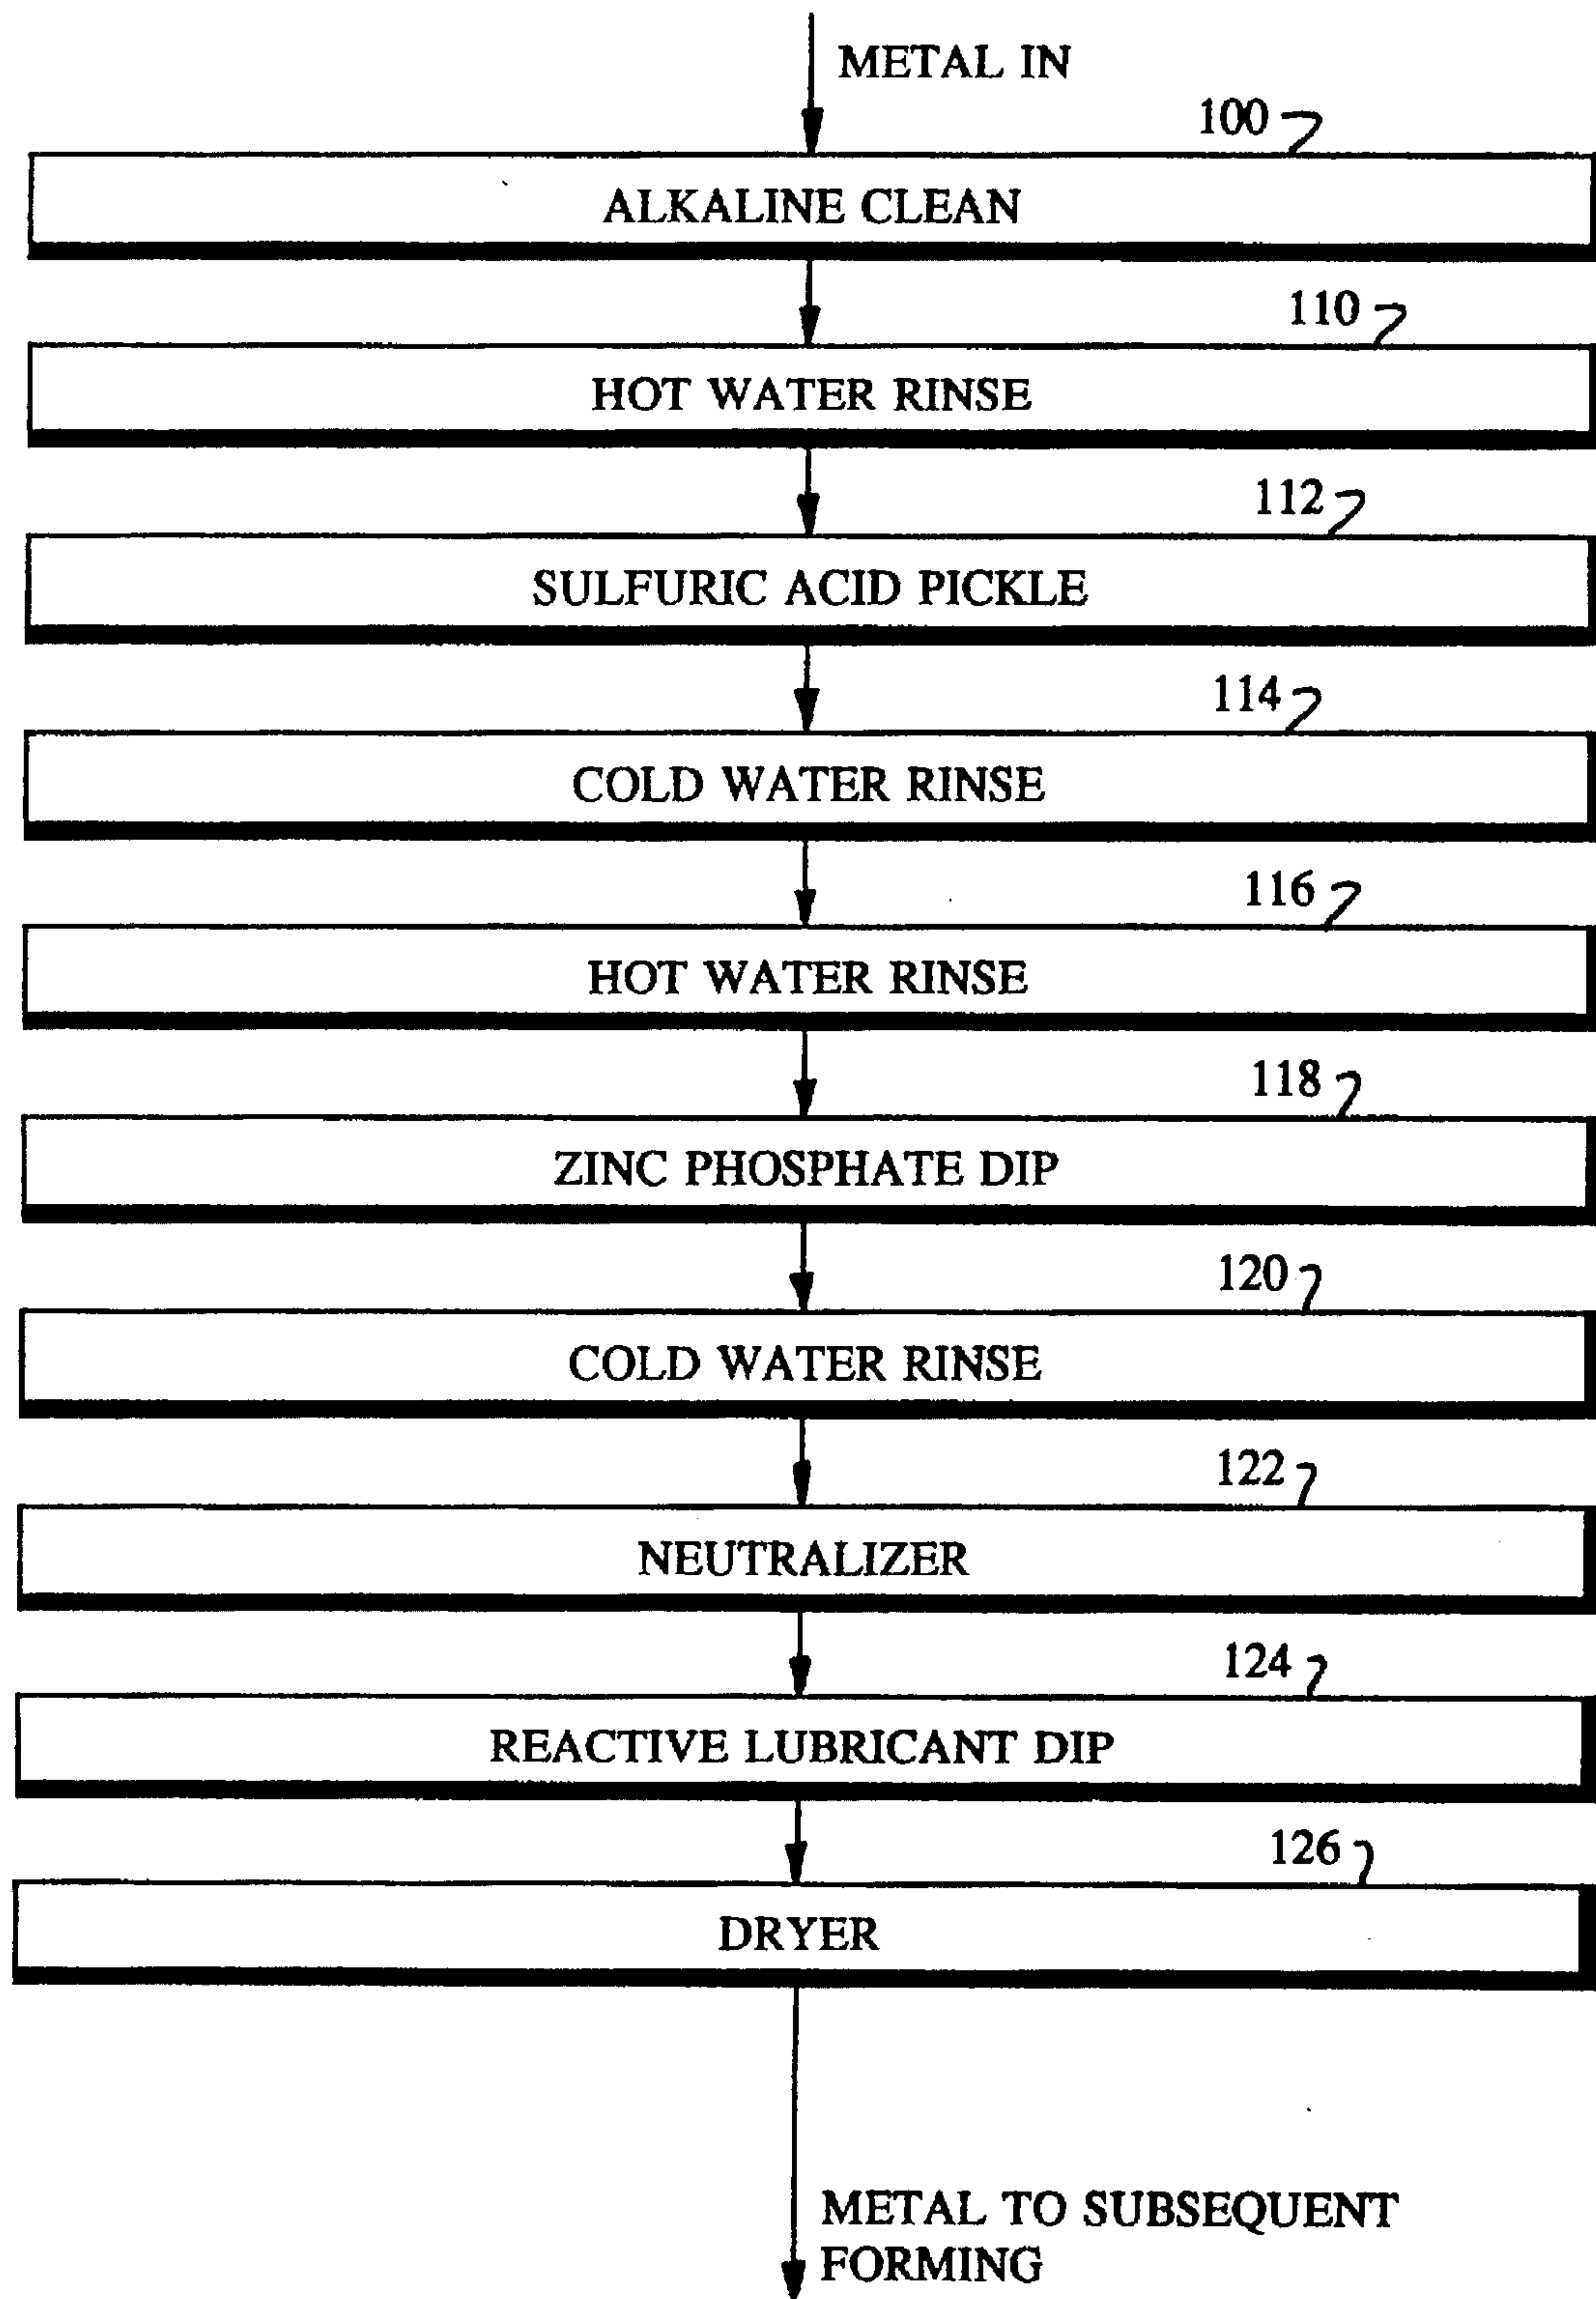 METAL IN
100
ALKALINE CLEAN
110
HOT WATER RINSE
112
SULFURIC ACID PICKLE
114
COLD WATER RINSE
116
HOT WATER RINSE
118
ZINC PHOSPHATE DIP
120
COLD WATER RINSE
122
NEUTRALIZER
124
REACTIVE LUBRICANT DIP
126
DRYER
METAL TO SUBSEQUENT
FORMING